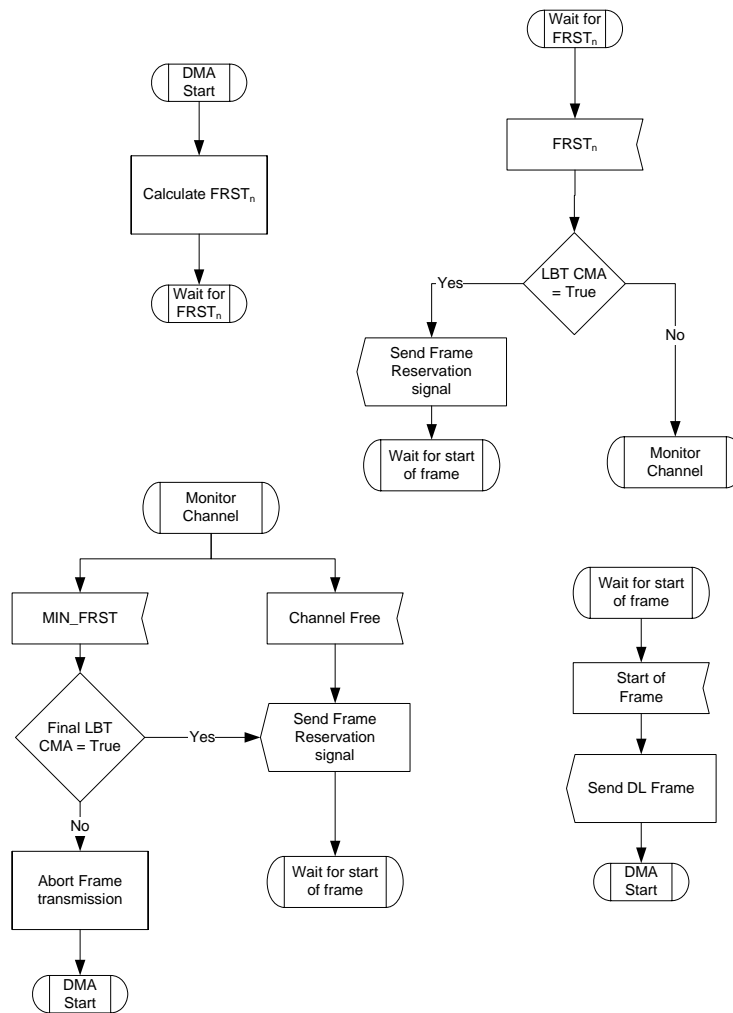 DMA
Start
Calculate FRSTₙ
Wait for
FRSTₙ
Wait for
FRSTₙ
FRSTₙ
LBT CMA
= True
Yes
No
Send Frame
Reservation
signal
Wait for start
of frame
Monitor
Channel
Monitor
Channel
MIN_FRST
Channel Free
Final LBT
CMA = True
Yes
Send Frame
Reservation
signal
No
Abort Frame
transmission
Wait for start
of frame
DMA
Start
Wait for start
of frame
Start of
Frame
Send DL Frame
DMA
Start